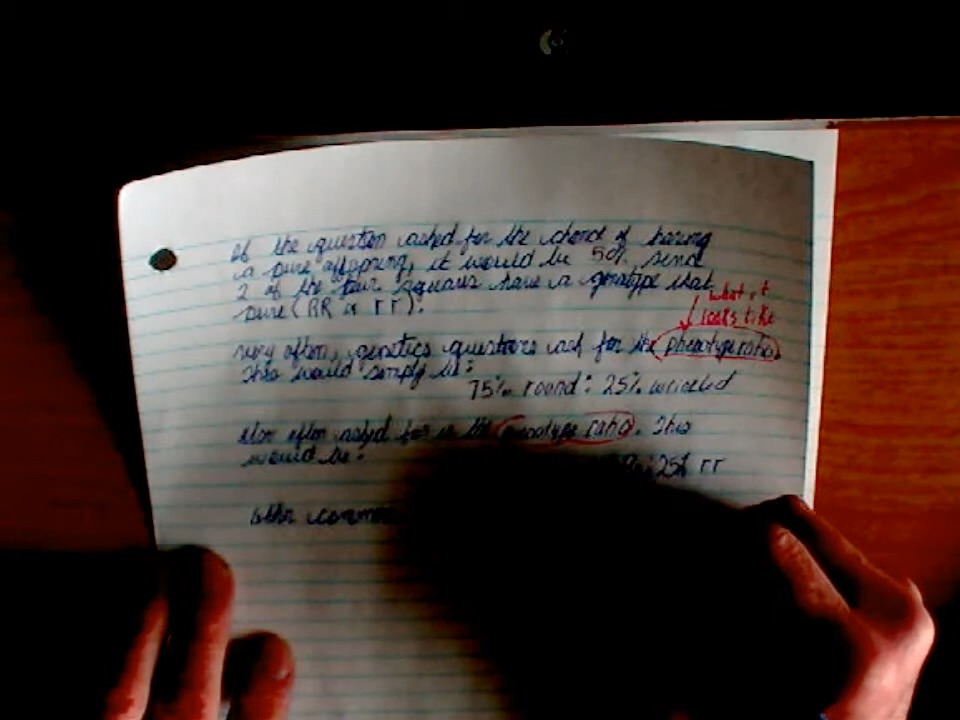 If the question asked for the chance of having
a pure offspring, it would be 50%, since
2 of the four squares have a genotype that
pure (RR or rr).
what it
looks like
Very often, genetics questions ask for the phenotype ratio.
This would simply be:
75% round : 25% wrinkled
Also often asked for is the genotype ratio. This
would be:
: 25% rr